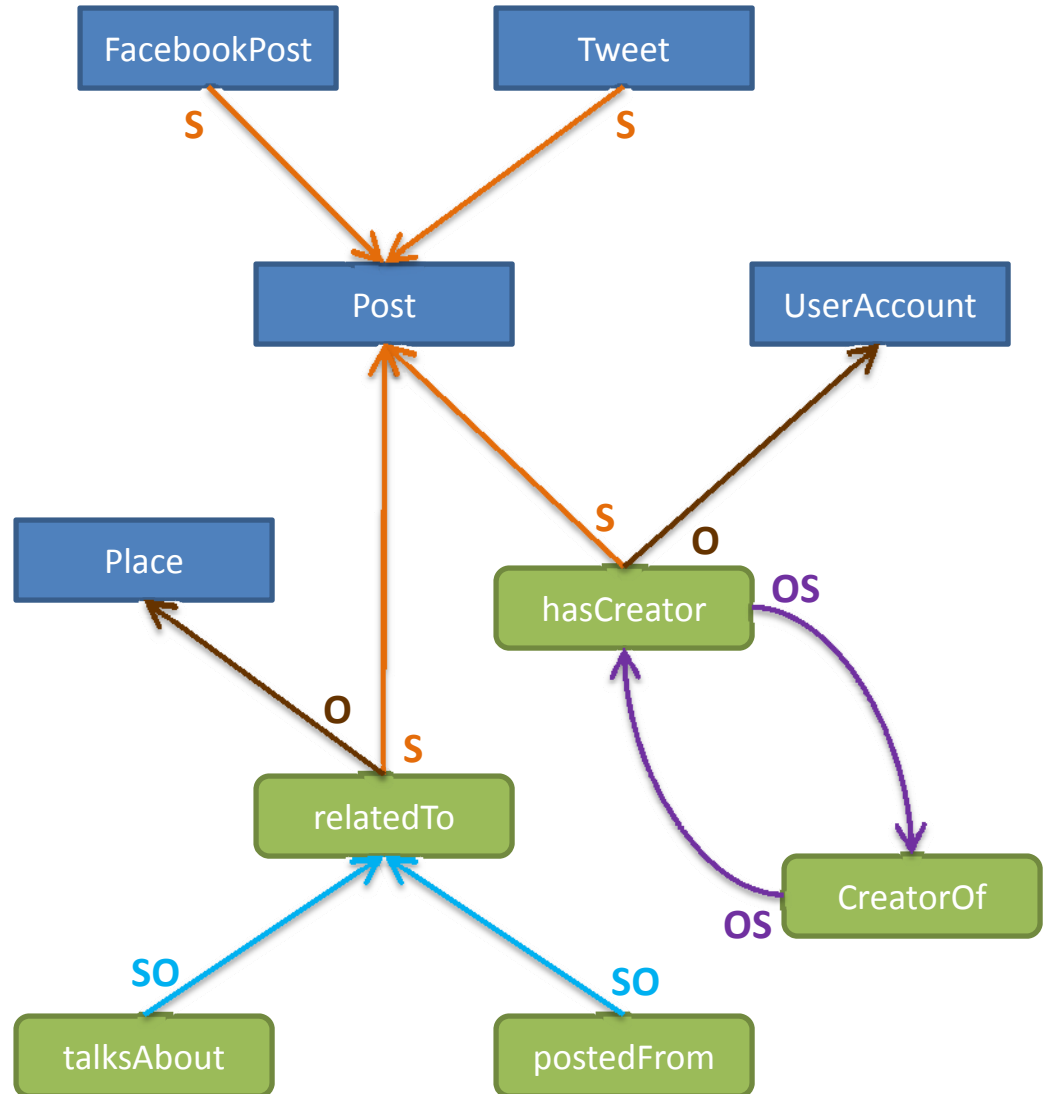 FacebookPost
Tweet
S
S
Post
UserAccount
S
O
Place
hasCreator
OS
O
S
relatedTo
CreatorOf
OS
SO
SO
talksAbout
postedFrom